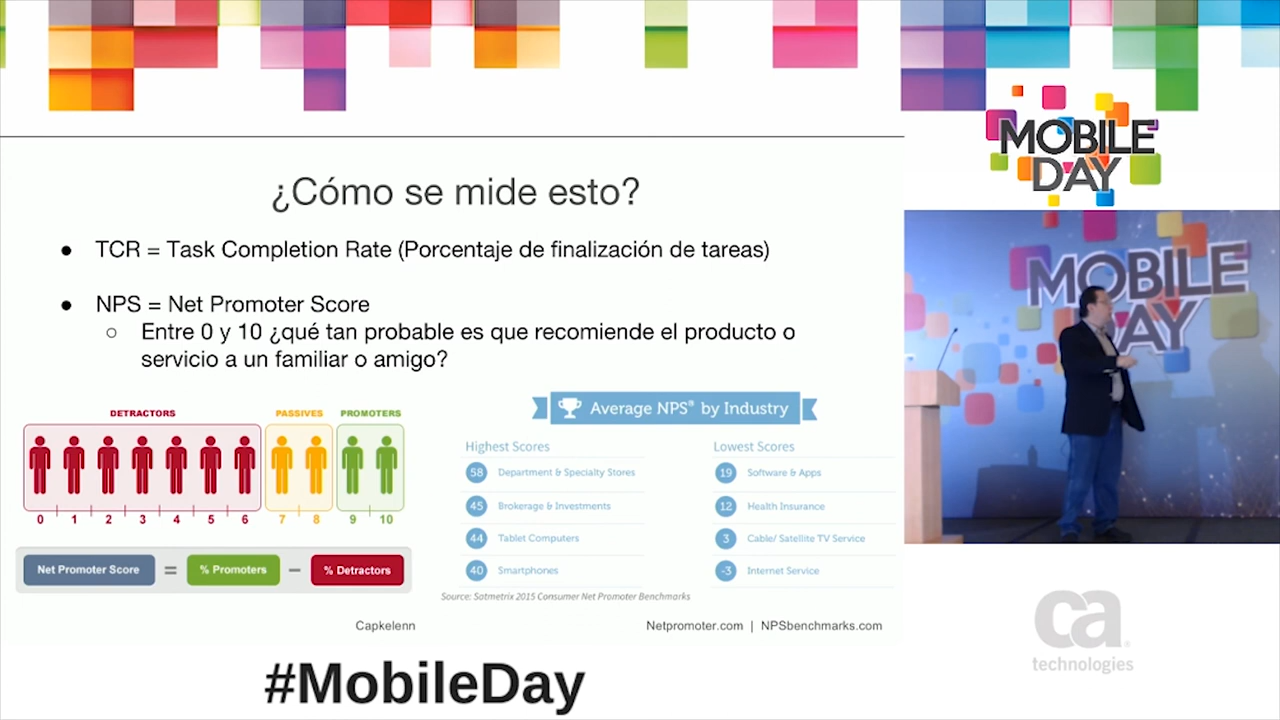 ¿Cómo se mide esto?
● TCR = Task Completion Rate (Porcentaje de finalización de tareas)
● NPS = Net Promoter Score
○ Entre 0 y 10 ¿qué tan probable es que recomiende el producto o
servicio a un familiar o amigo?
DETRACTORS PASSIVES PROMOTERS
0 1 2 3 4 5 6 7 8 9 10
Net Promoter Score = % Promoters − % Detractors
Average NPS® by Industry
Highest Scores
58 Department & Specialty Stores
45 Brokerage & Investments
44 Tablet Computers
40 Smartphones
Lowest Scores
19 Software & Apps
12 Health Insurance
3 Cable/ Satellite TV Service
-3 Internet Service
Source: Satmetrix 2015 Consumer Net Promoter Benchmarks
Capkelenn
Netpromoter.com | NPSbenchmarks.com
#MobileDay
MOBILE
DAY
MOBILE
DAY
ca
technologies